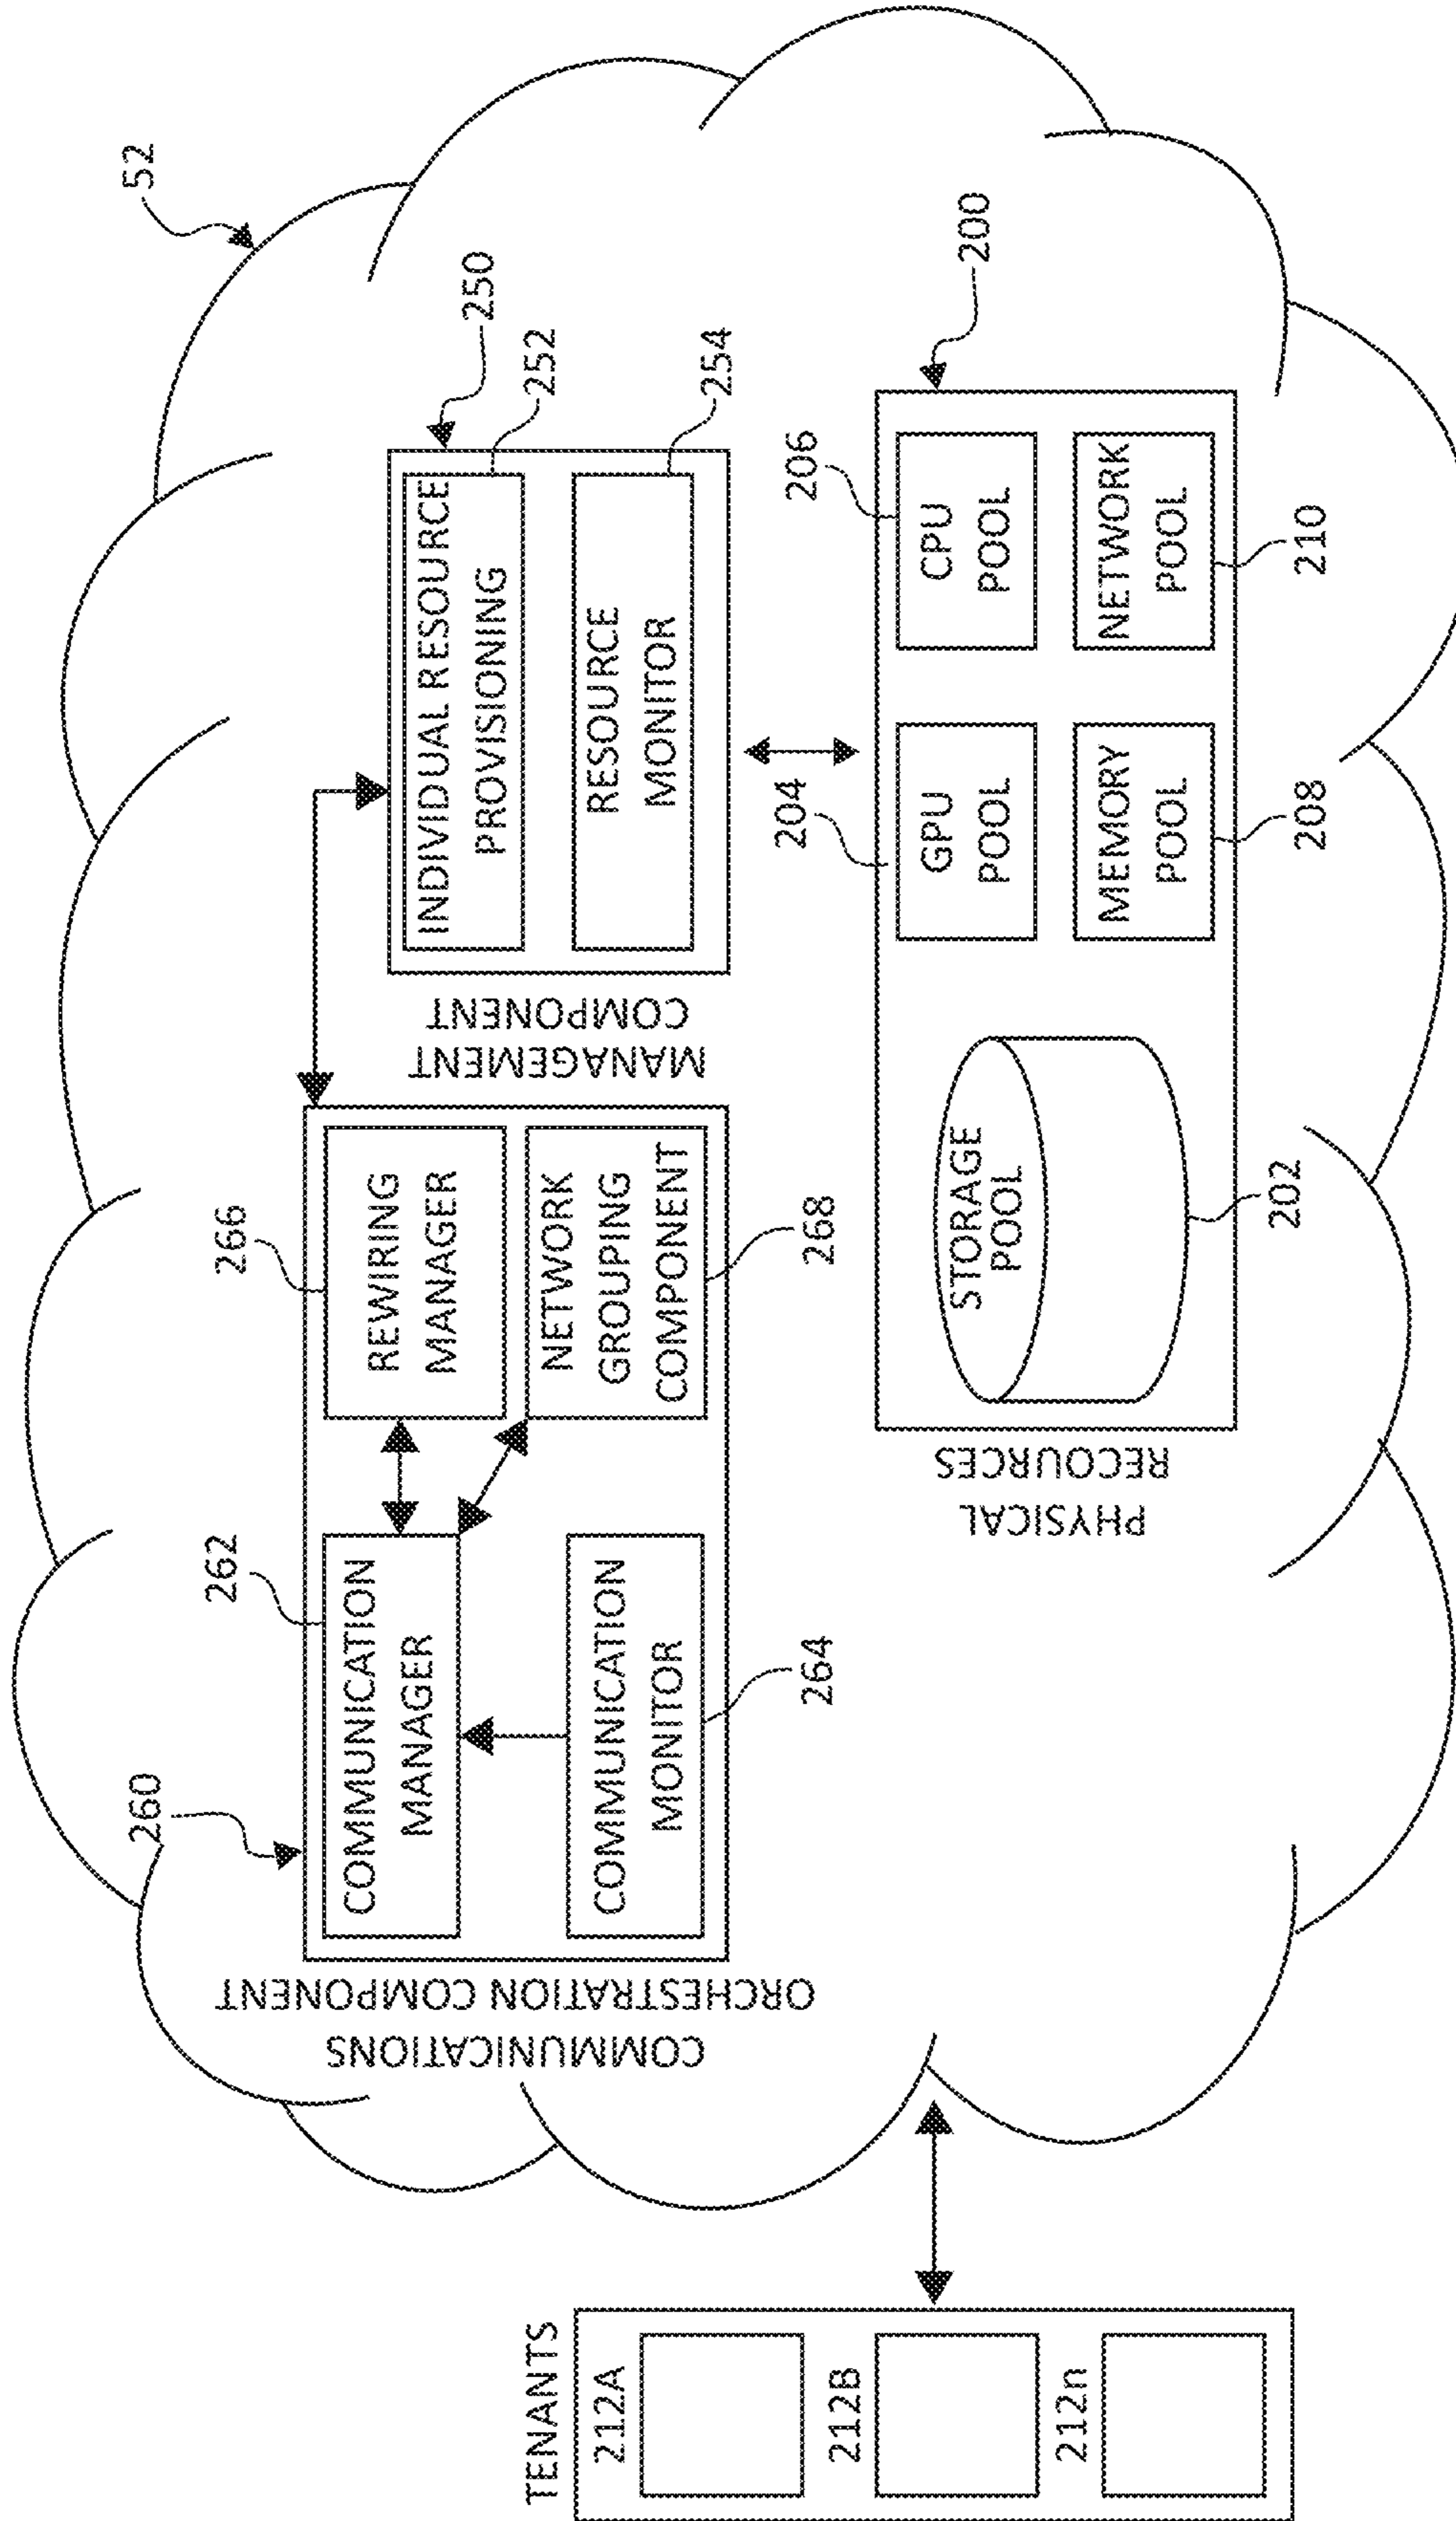 52
260
COMMUNICATIONS
ORCHESTRATION COMPONENT
262
COMMUNICATION
MANAGER
COMMUNICATION
MONITOR
264
266
REWIRING
MANAGER
NETWORK
GROUPING
COMPONENT
268
MANAGEMENT
COMPONENT
250
INDIVIDUAL RESOURCE
PROVISIONING
252
RESOURCE
MONITOR
254
TENANTS
212A
212B
212n
PHYSICAL
RECOURCES
200
STORAGE
POOL
202
204
GPU
POOL
206
CPU
POOL
MEMORY
POOL
208
NETWORK
POOL
210